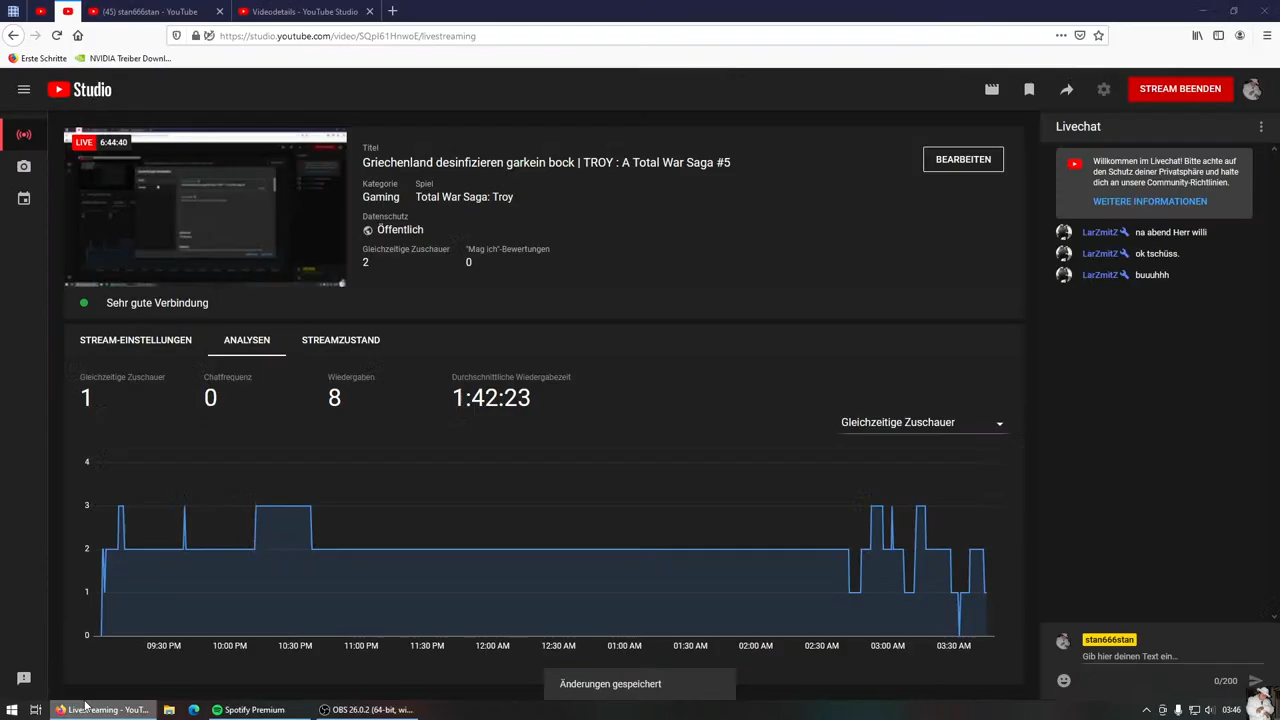 (45) stan666stan - YouTube
Videodetails - YouTube Studio
https://studio.youtube.com/video/SQpI61HnwoE/livestreaming
Erste Schritte
NVIDIA Treiber Downl...
Studio
STREAM BEENDEN
LIVE 6:44:40
Titel
Griechenland desinfizieren garkein bock | TROY : A Total War Saga #5
BEARBEITEN
Kategorie Spiel
Gaming Total War Saga: Troy
Datenschutz
Öffentlich
Gleichzeitige Zuschauer "Mag ich"-Bewertungen
2 0
Sehr gute Verbindung
STREAM-EINSTELLUNGEN ANALYSEN STREAMZUSTAND
Gleichzeitige Zuschauer Chatfrequenz Wiedergaben Durchschnittliche Wiedergabezeit
1 0 8 1:42:23
Gleichzeitige Zuschauer
4
3
2
1
0
09:30 PM 10:00 PM 10:30 PM 11:00 PM 11:30 PM 12:00 AM 12:30 AM 01:00 AM 01:30 AM 02:00 AM 02:30 AM 03:00 AM 03:30 AM
Änderungen gespeichert
Livechat
Willkommen im Livechat! Bitte achte auf
den Schutz deiner Privatsphäre und halte
dich an unsere Community-Richtlinien.
WEITERE INFORMATIONEN
LarZmitZ na abend Herr willi
LarZmitZ ok tschüss.
LarZmitZ buuuhhh
stan666stan
Gib hier deinen Text ein...
0/200
Livestreaming - YouT...
Spotify Premium
OBS 26.0.2 (64-bit, wi...
03:46